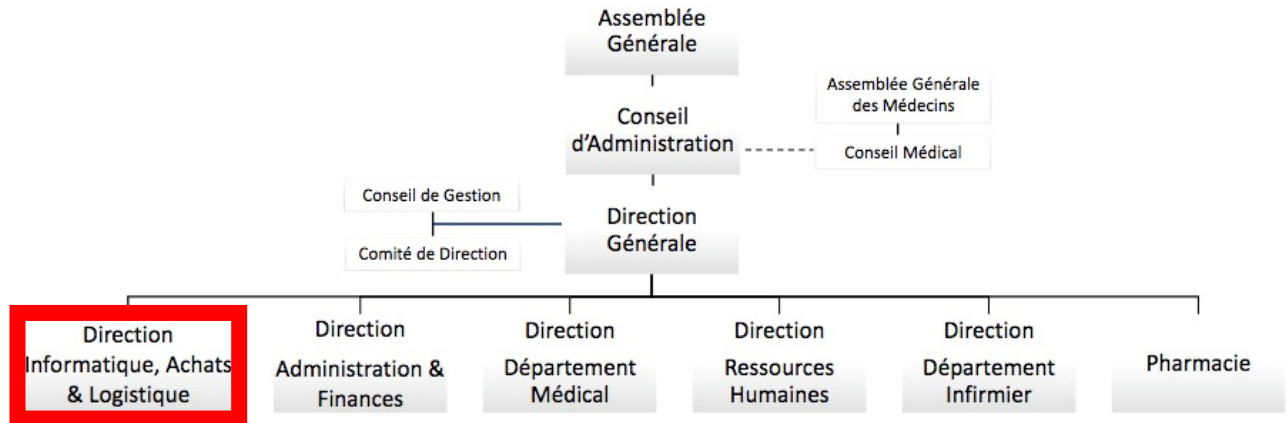 Assemblée
Générale
Assemblée Générale
des Médecins
Conseil
d'Administration
Conseil Médical
Conseil de Gestion
Direction
Générale
Comité de Direction
Direction
Informatique, Achats
& Logistique
Direction
Administration &
Finances
Direction
Département
Médical
Direction
Ressources
Humaines
Direction
Département
Infirmier
Pharmacie